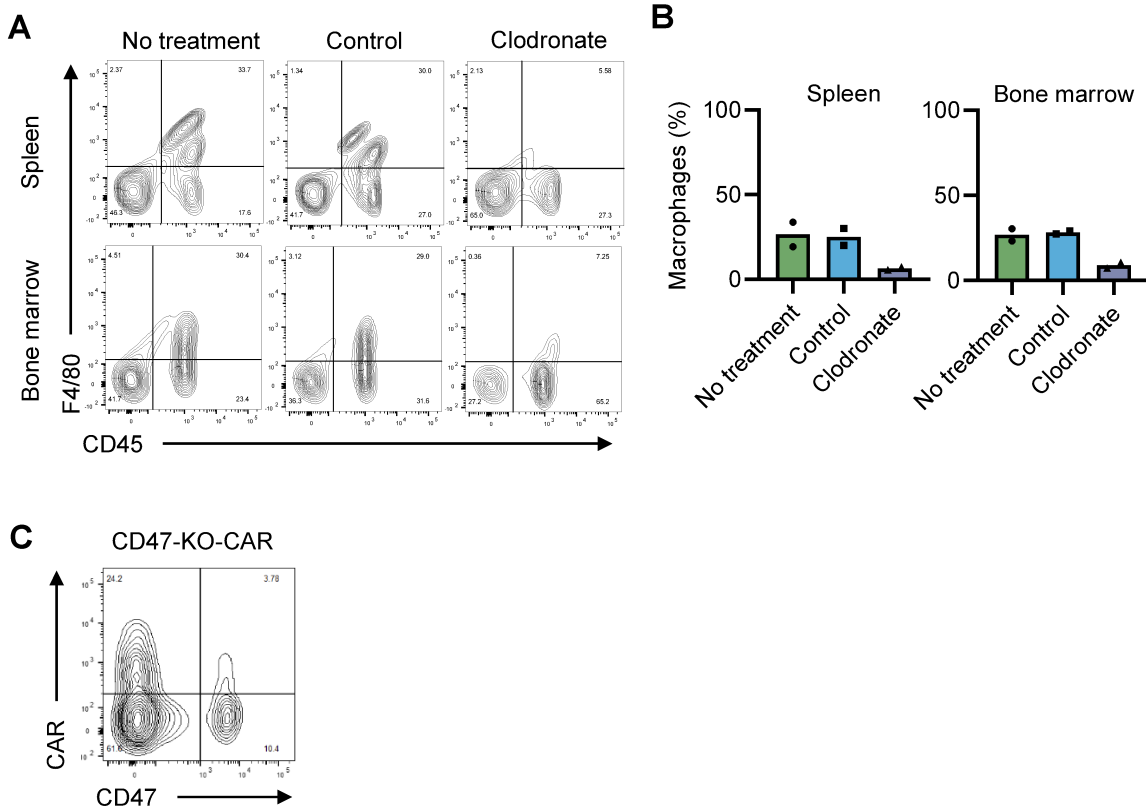 A
B
No treatment
Control
Clodronate
Spleen
Bone marrow
F4/80
2.37
33.7
46.3
17.6
1.34
30.0
41.7
27.0
2.13
5.58
65.0
27.3
4.51
30.4
41.7
23.4
3.12
29.0
36.3
31.6
0.36
7.25
27.2
65.2
CD45
Macrophages (%)
Spleen
100
50
0
No treatment
Control
Clodronate
Bone marrow
100
50
0
No treatment
Control
Clodronate
C
CD47-KO-CAR
CAR
24.2
3.78
61.6
10.4
CD47